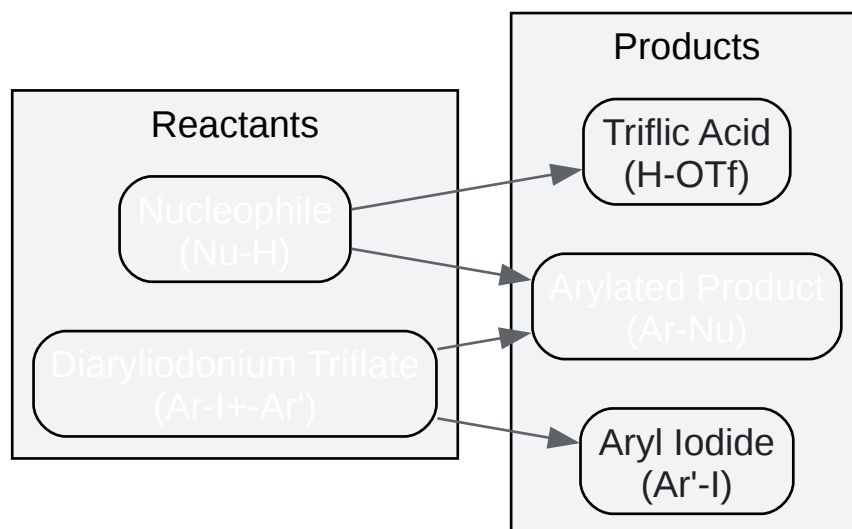 Reactants
Nucleophile
(Nu-H)
Diaryliodonium Triflate
(Ar-I+-Ar')
Products
Triflic Acid
(H-OTf)
Arylated Product
(Ar-Nu)
Aryl Iodide
(Ar'-I)